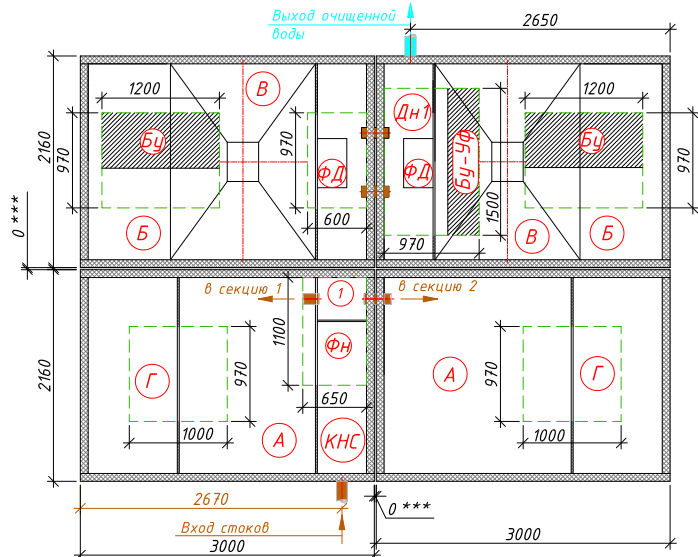 Выход очищенной
воды
2650
1200
В
Дн1
1200
2160
970
Бу
970
ФД
ФД
Бу-Уф
Бу
970
600
1500
Б
970
В
Б
0 ***
в секцию 1
1
в секцию 2
1100
Фн
2160
Г
970
650
А
970
Г
1000
А
КНС
1000
2670
0 ***
Вход стоков
3000
3000